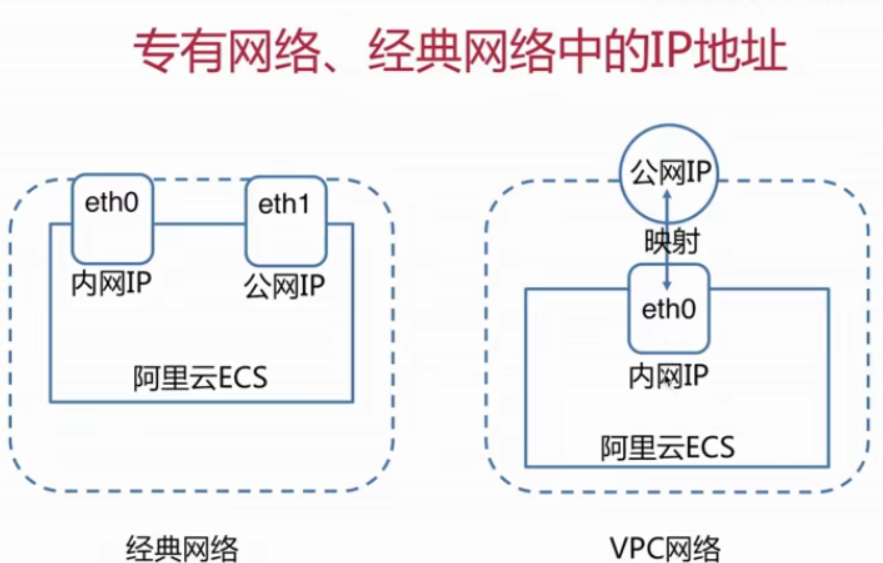 专有网络、经典网络中的IP地址
eth0
eth1
内网IP
公网IP
阿里云ECS
经典网络
公网IP
映射
eth0
内网IP
阿里云ECS
VPC网络